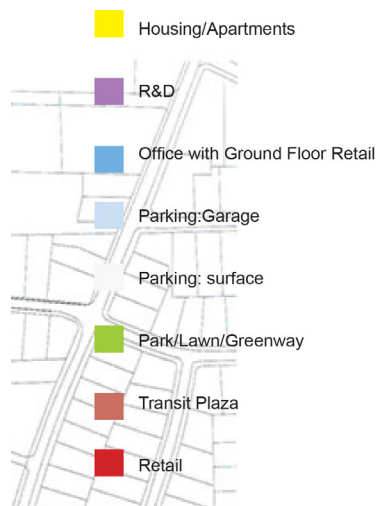 Housing/Apartments
R&D
Office with Ground Floor Retail
Parking:Garage
Parking: surface
Park/Lawn/Greenway
Transit Plaza
Retail